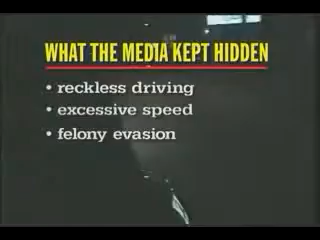 WHAT THE MEDIA KEPT HIDDEN
• reckless driving
• excessive speed
• felony evasion